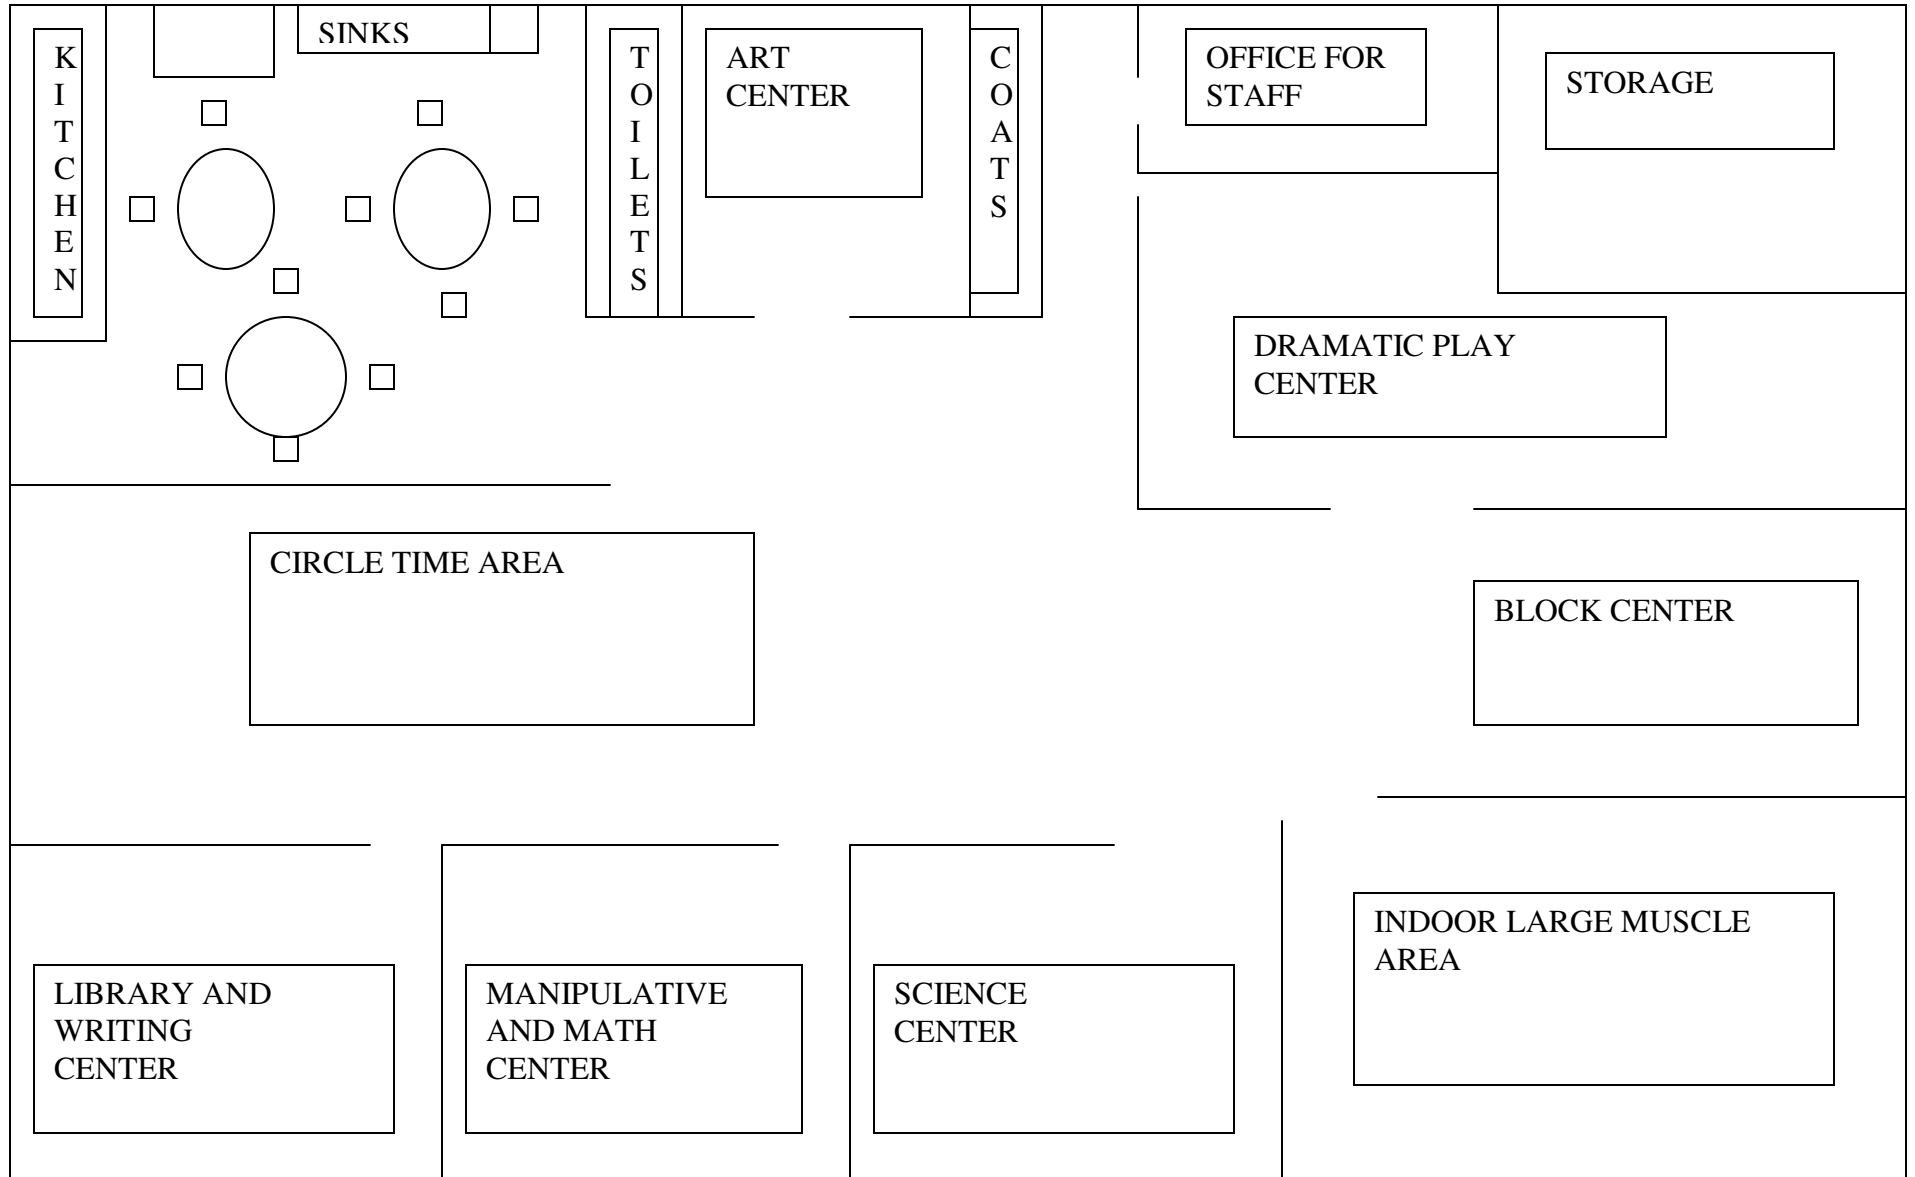 K
I
T
C
H
E
N
SINKS
T
O
I
L
E
T
S
ART
CENTER
C
O
A
T
S
OFFICE FOR
STAFF
STORAGE
DRAMATIC PLAY
CENTER
CIRCLE TIME AREA
BLOCK CENTER
LIBRARY AND
WRITING
CENTER
MANIPULATIVE
AND MATH
CENTER
SCIENCE
CENTER
INDOOR LARGE MUSCLE
AREA